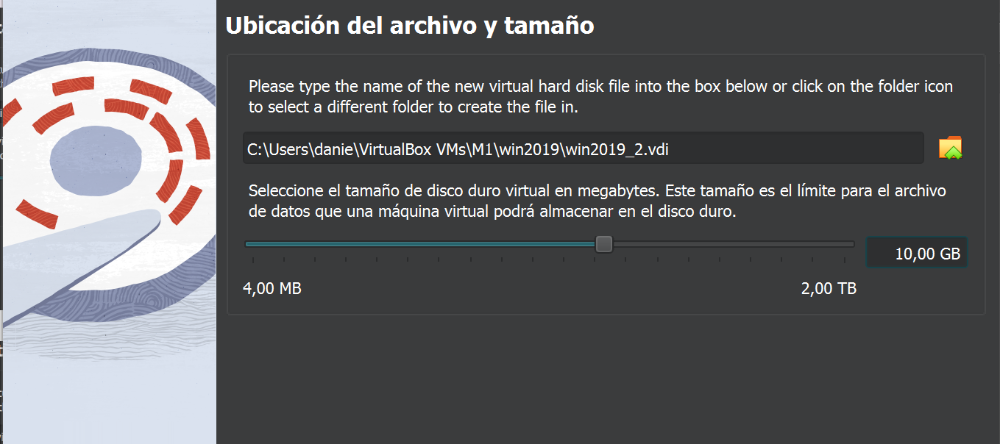 Ubicación del archivo y tamaño
Please type the name of the new virtual hard disk file into the box below or click on the folder icon
to select a different folder to create the file in.
C:\Users\danie\VirtualBox VMs\M1\win2019\win2019_2.vdi
Seleccione el tamaño de disco duro virtual en megabytes. Este tamaño es el límite para el archivo
de datos que una máquina virtual podrá almacenar en el disco duro.
10,00 GB
4,00 MB
2,00 TB